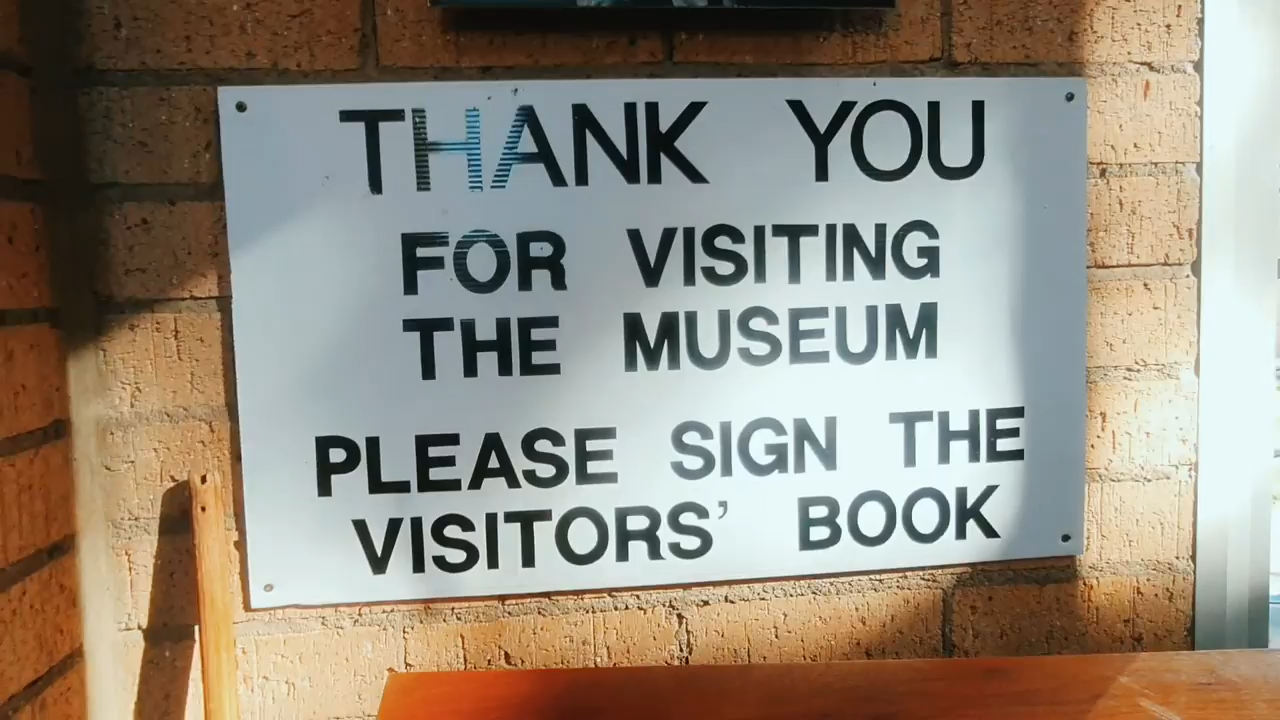 THANK YOU
FOR VISITING
THE MUSEUM
PLEASE SIGN THE
VISITORS' BOOK